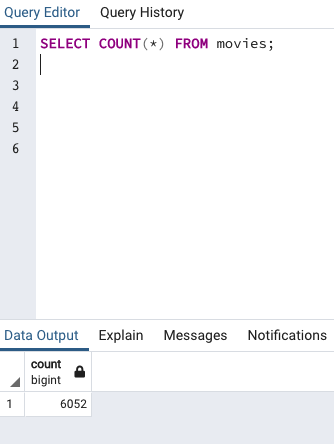 Query Editor Query History
1 SELECT COUNT(*) FROM movies;
2
3
4
5
6
Data Output Explain Messages Notifications
count
bigint
1 6052